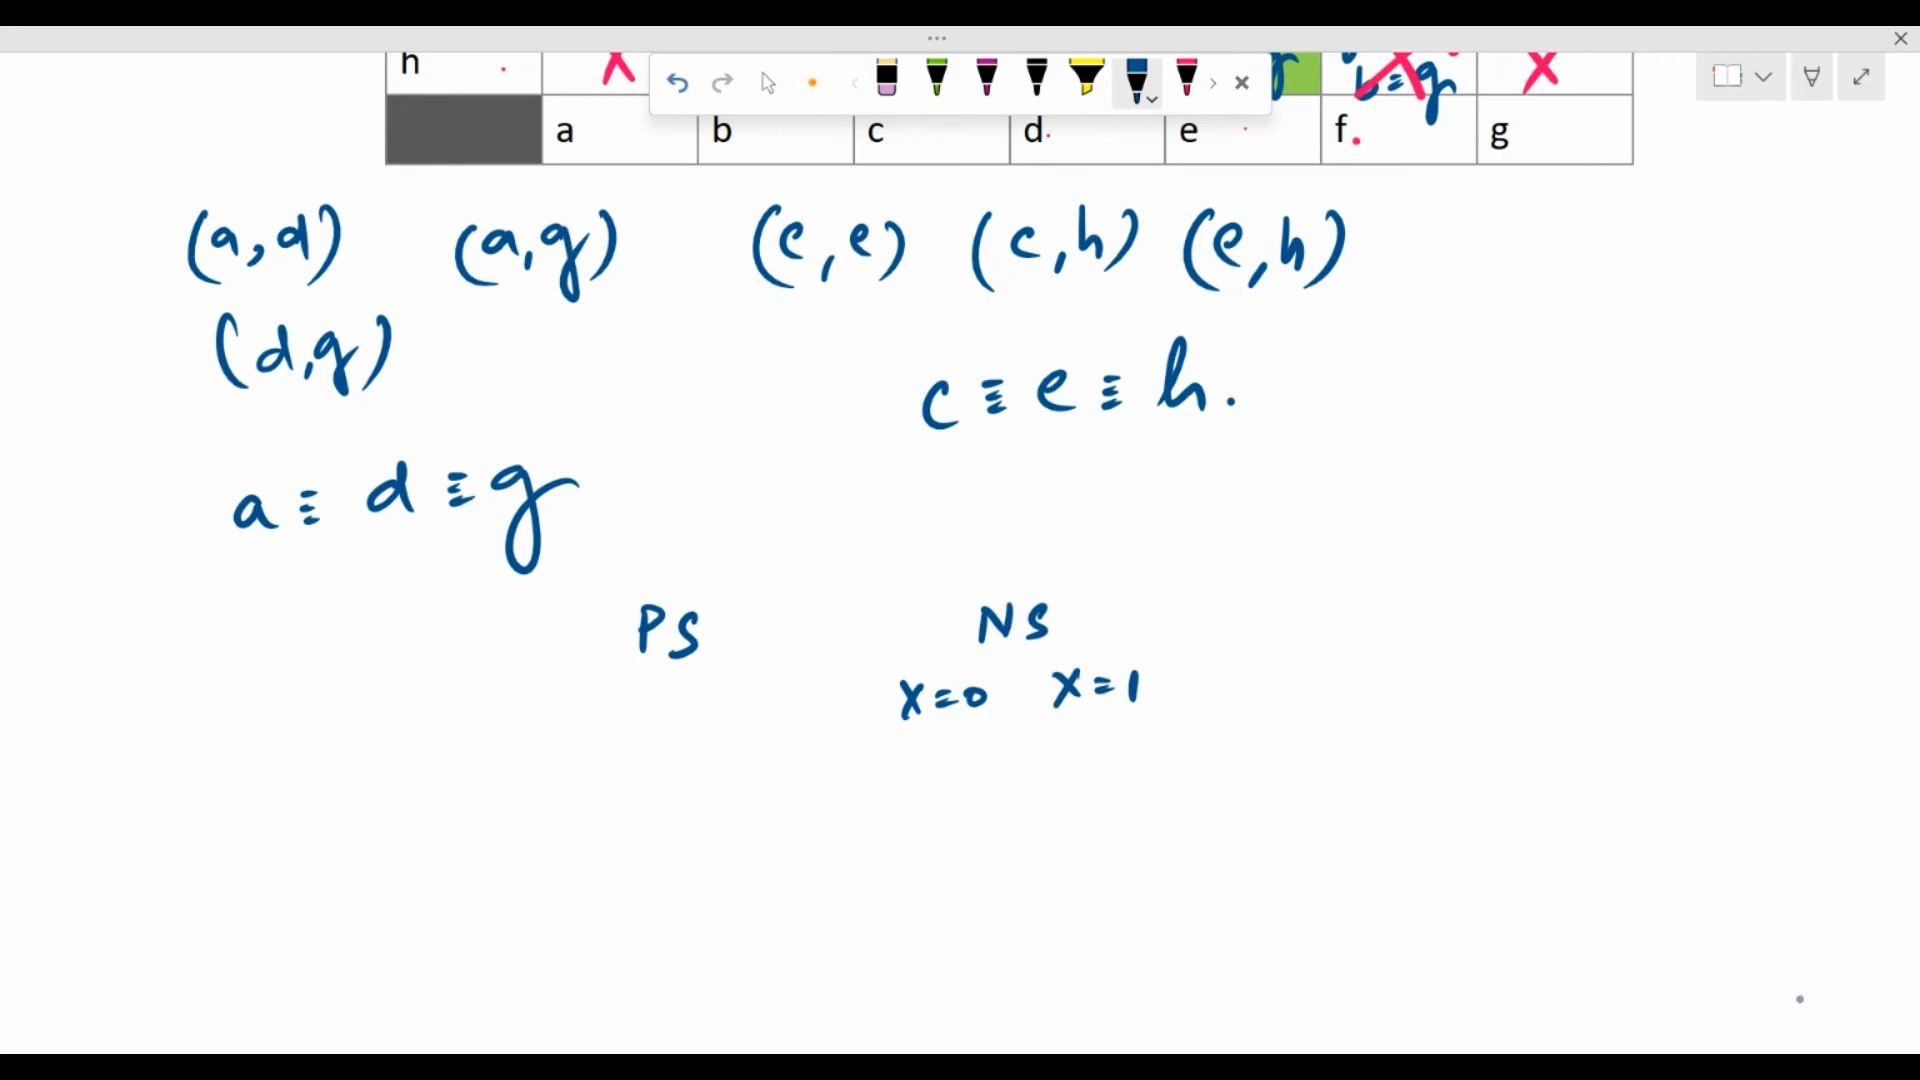 h . X b=g X
a b c d. e . f. g
(a,d) (a,g) (c,e) (c,h) (e,h)
(d,g)
c ≡ e ≡ h.
a ≡ d ≡ g
PS NS
X=0 X=1